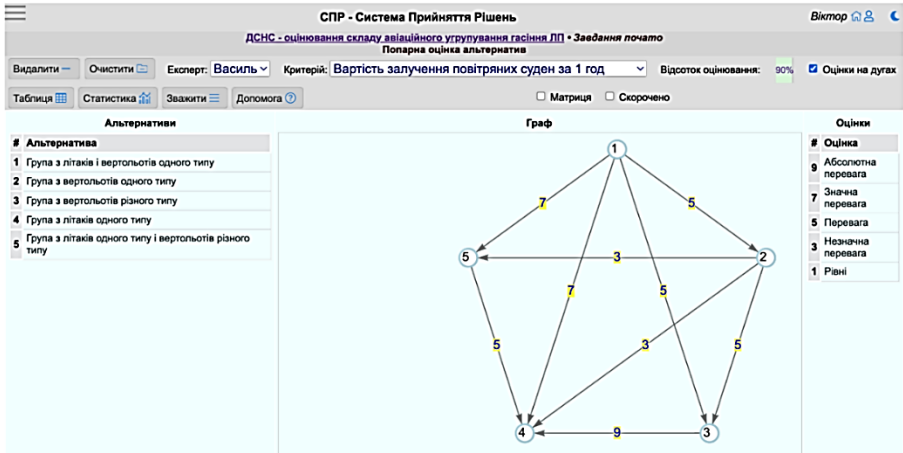 СПР - Система Прийняття Рішень
Віктор
ДСНС - оцінювання складу авіаційного угрупування гасіння ЛП • Завдання почато
Попарна оцінка альтернатив
Видалити Очистити Експерт: Василь Критерій: Вартість залучення повітряних суден за 1 год Відсоток оцінювання: 90% Оцінки на дугах
Таблиця Статистика Зважити Допомога ? Матриця Скорочено
Альтернативи
# Альтернатива
1 Група з літаків і вертольотів одного типу
2 Група з вертольотів одного типу
3 Група з вертольотів різного типу
4 Група з літаків одного типу
5 Група з літаків одного типу і вертольотів різного
типу
Граф
1
7 5
5 3 2
7 5
5 3 5
4 9 3
Оцінки
# Оцінка
9 Абсолютна
перевага
7 Значна
перевага
5 Перевага
3 Незначна
перевага
1 Рівні